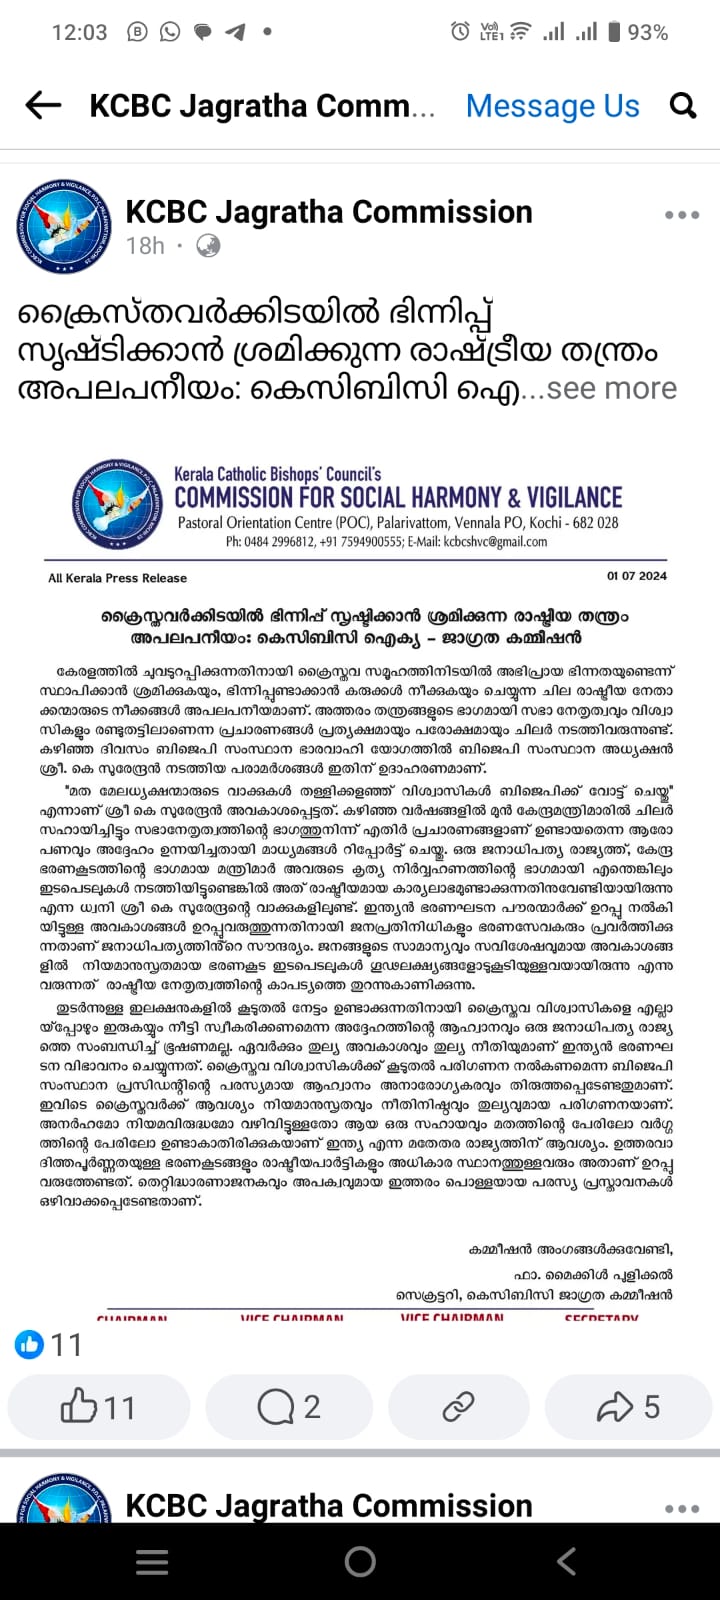 12:03
VoLTE1 93%
KCBC Jagratha Comm... Message Us
KCBC Jagratha Commission
18h ·
ക്രൈസ്തവർക്കിടയിൽ ഭിന്നിപ്പ്
സൃഷ്ടിക്കാൻ ശ്രമിക്കുന്ന രാഷ്ട്രീയ തന്ത്രം
അപലപനീയം: കെസിബിസി ഐ...see more
Kerala Catholic Bishops' Council's
COMMISSION FOR SOCIAL HARMONY & VIGILANCE
Pastoral Orientation Centre (POC), Palarivattom, Vennala PO, Kochi - 682 028
Ph: 0484 2996812, +91 7594900555; E-Mail: kcbcshvc@gmail.com
All Kerala Press Release 01 07 2024
ക്രൈസ്തവർക്കിടയിൽ ഭിന്നിപ്പ് സൃഷ്ടിക്കാൻ ശ്രമിക്കുന്ന രാഷ്ട്രീയ തന്ത്രം
അപലപനീയം: കെസിബിസി ഐക്യ – ജാഗ്രത കമ്മീഷൻ
കേരളത്തിൽ ചുവടുറപ്പിക്കുന്നതിനായി ക്രൈസ്തവ സമൂഹത്തിനിടയിൽ അഭിപ്രായ ഭിന്നതയുണ്ടെന്ന്
സ്ഥാപിക്കാൻ ശ്രമിക്കുകയും, ഭിന്നിപ്പുണ്ടാക്കാൻ കരുക്കൾ നീക്കുകയും ചെയ്യുന്ന ചില രാഷ്ട്രീയ നേതാ
ക്കന്മാരുടെ നീക്കങ്ങൾ അപലപനീയമാണ്. അത്തരം തന്ത്രങ്ങളുടെ ഭാഗമായി സഭാ നേതൃത്വവും വിശ്വാ
സികളും രണ്ടുതട്ടിലാണെന്ന പ്രചാരണങ്ങൾ പ്രത്യക്ഷമായും പരോക്ഷമായും ചിലർ നടത്തിവരുന്നുണ്ട്.
കഴിഞ്ഞ ദിവസം ബിജെപി സംസ്ഥാന ഭാരവാഹി യോഗത്തിൽ ബിജെപി സംസ്ഥാന അധ്യക്ഷൻ
ശ്രീ. കെ സുരേന്ദ്രൻ നടത്തിയ പരാമർശങ്ങൾ ഇതിന് ഉദാഹരണമാണ്.
"മത മേലധ്യക്ഷന്മാരുടെ വാക്കുകൾ തള്ളിക്കളഞ്ഞ് വിശ്വാസികൾ ബിജെപിക്ക് വോട്ട് ചെയ്തു"
എന്നാണ് ശ്രീ കെ സുരേന്ദ്രൻ അവകാശപ്പെട്ടത്. കഴിഞ്ഞ വർഷങ്ങളിൽ മുൻ കേന്ദ്രമന്ത്രിമാരിൽ ചിലർ
സഹായിച്ചിട്ടും സഭാനേതൃത്വത്തിന്റെ ഭാഗത്തുനിന്ന് എതിർ പ്രചാരണങ്ങളാണ് ഉണ്ടായതെന്ന ആരോ
പണവും അദ്ദേഹം ഉന്നയിച്ചതായി മാധ്യമങ്ങൾ റിപ്പോർട്ട് ചെയ്തു. ഒരു ജനാധിപത്യ രാജ്യത്ത്, കേന്ദ്ര
ഭരണകൂടത്തിന്റെ ഭാഗമായ മന്ത്രിമാർ അവരുടെ കൃത്യ നിർവ്വഹണത്തിന്റെ ഭാഗമായി എന്തെങ്കിലും
ഇടപെടലുകൾ നടത്തിയിട്ടുണ്ടെങ്കിൽ അത് രാഷ്ട്രീയമായ കാര്യലാഭമുണ്ടാക്കുന്നതിനുവേണ്ടിയായിരുന്നു
എന്ന ധ്വനി ശ്രീ കെ സുരേന്ദ്രന്റെ വാക്കുകളിലുണ്ട്. ഇന്ത്യൻ ഭരണഘടന പൗരന്മാർക്ക് ഉറപ്പു നൽകി
യിട്ടുള്ള അവകാശങ്ങൾ ഉറപ്പുവരുത്തുന്നതിനായി ജനപ്രതിനിധികളും ഭരണസേവകരും പ്രവർത്തിക്കു
ന്നതാണ് ജനാധിപത്യത്തിൻ്റെ സൗന്ദര്യം. ജനങ്ങളുടെ സാമാന്യവും സവിശേഷവുമായ അവകാശങ്ങ
ളിൽ നിയമാനുസൃതമായ ഭരണകൂട ഇടപെടലുകൾ ഗൂഢലക്ഷ്യങ്ങളോടുകൂടിയുള്ളവയായിരുന്നു എന്നു
വരുന്നത് രാഷ്ട്രീയ നേതൃത്വത്തിന്റെ കാപട്യത്തെ തുറന്നുകാണിക്കുന്നു.
തുടർന്നുള്ള ഇലക്ഷനുകളിൽ കൂടുതൽ നേട്ടം ഉണ്ടാക്കുന്നതിനായി ക്രൈസ്തവ വിശ്വാസികളെ എല്ലാ
യ്പ്പോഴും ഇരുകയ്യും നീട്ടി സ്വീകരിക്കണമെന്ന അദ്ദേഹത്തിന്റെ ആഹ്വാനവും ഒരു ജനാധിപത്യ രാജ്യ
ത്തെ സംബന്ധിച്ച് ഭൂഷണമല്ല. ഏവർക്കും തുല്യ അവകാശവും തുല്യ നീതിയുമാണ് ഇന്ത്യൻ ഭരണഘ
ടന വിഭാവനം ചെയ്യുന്നത്. ക്രൈസ്തവ വിശ്വാസികൾക്ക് കൂടുതൽ പരിഗണന നൽകണമെന്ന ബിജെപി
സംസ്ഥാന പ്രസിഡന്റിന്റെ പരസ്യമായ ആഹ്വാനം അനാരോഗ്യകരവും തിരുത്തപ്പെടേണ്ടതുമാണ്.
ഇവിടെ ക്രൈസ്തവർക്ക് ആവശ്യം നിയമാനുസൃതവും നീതിനിഷ്ഠവും തുല്യവുമായ പരിഗണനയാണ്.
അനർഹമോ നിയമവിരുദ്ധമോ വഴിവിട്ടുള്ളതോ ആയ ഒരു സഹായവും മതത്തിന്റെ പേരിലോ വർഗ്ഗ
ത്തിന്റെ പേരിലോ ഉണ്ടാകാതിരിക്കുകയാണ് ഇന്ത്യ എന്ന മതേതര രാജ്യത്തിന് ആവശ്യം. ഉത്തരവാ
ദിത്തപൂർണ്ണതയുള്ള ഭരണകൂടങ്ങളും രാഷ്ട്രീയപാർട്ടികളും അധികാര സ്ഥാനത്തുള്ളവരും അതാണ് ഉറപ്പു
വരുത്തേണ്ടത്. തെറ്റിദ്ധാരണാജനകവും അപക്വവുമായ ഇത്തരം പൊള്ളയായ പരസ്യ പ്രസ്താവനകൾ
ഒഴിവാക്കപ്പെടേണ്ടതാണ്.
കമ്മീഷൻ അംഗങ്ങൾക്കുവേണ്ടി,
ഫാ. മൈക്കിൾ പുളിക്കൽ
സെക്രട്ടറി, കെസിബിസി ജാഗ്രത കമ്മീഷൻ
CHAIRMAN VICE CHAIRMAN VICE CHAIRMAN SECRETARY
11
11 2 5
KCBC Jagratha Commission